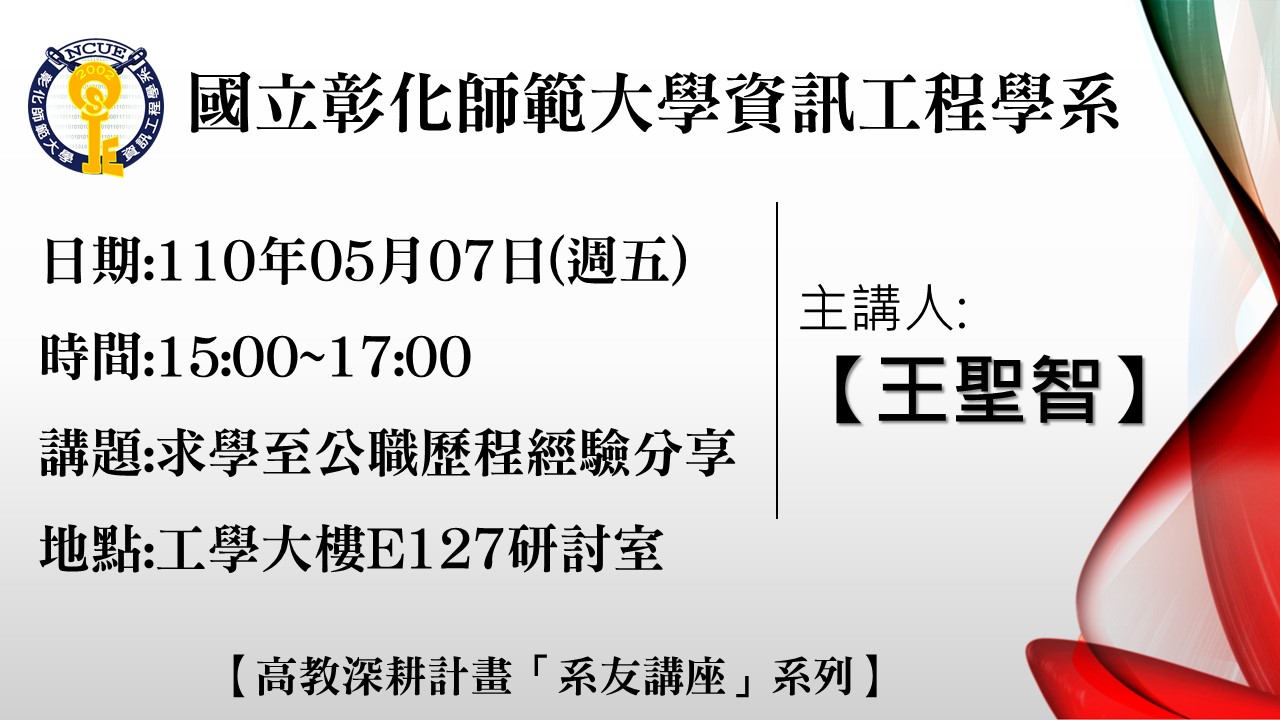 NCUE
2002
彰化師範大學
資訊工程學系
國立彰化師範大學資訊工程學系
日期:110年05月07日(週五)
時間:15:00~17:00
講題:求學至公職歷程經驗分享
地點:工學大樓E127研討室
主講人:
【王聖智】
【高教深耕計畫「系友講座」系列】